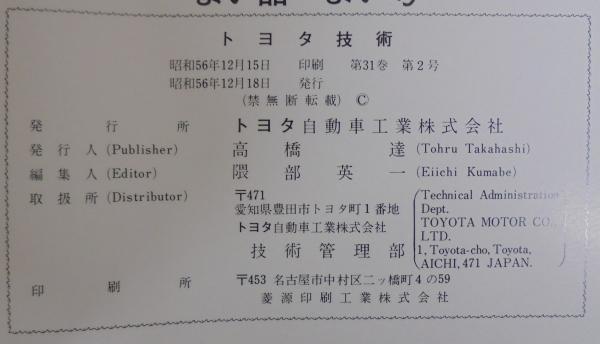 トヨタ技術
昭和56年12月15日 印刷 第31巻 第2号
昭和56年12月18日 発行
(禁無断転載) Ⓒ
発行所 トヨタ自動車工業株式会社
発行人(Publisher) 高橋 達 (Tohru Takahashi)
編集人(Editor) 隈部英一 (Eiichi Kumabe)
取扱所(Distributor) 〒471 (Technical Administration
愛知県豊田市トヨタ町1番地 Dept.
トヨタ自動車工業株式会社 TOYOTA MOTOR CO., LTD.
技術管理部 1, Toyota-cho, Toyota, AICHI, 471 JAPAN.)
印刷所 〒453 名古屋市中村区二ッ橋町4の59
菱源印刷工業株式会社